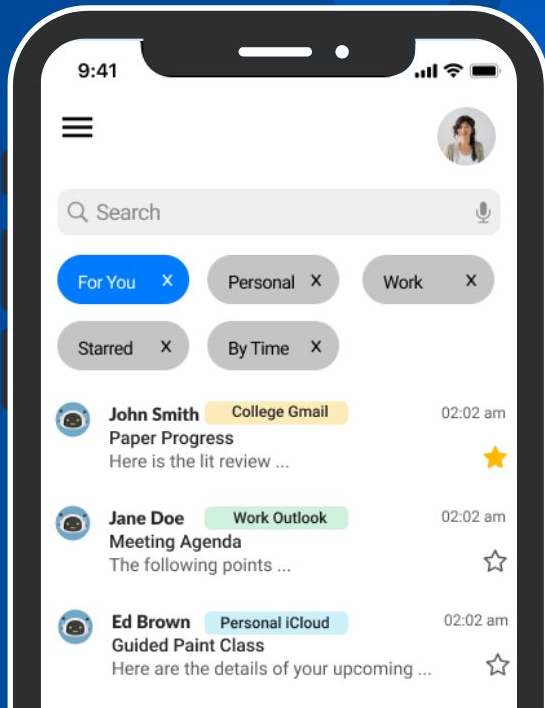 9:41
Search
For You X Personal X Work X
Starred X By Time X
John Smith College Gmail 02:02 am
Paper Progress
Here is the lit review ...
Jane Doe Work Outlook 02:02 am
Meeting Agenda
The following points ...
Ed Brown Personal iCloud 02:02 am
Guided Paint Class
Here are the details of your upcoming ...